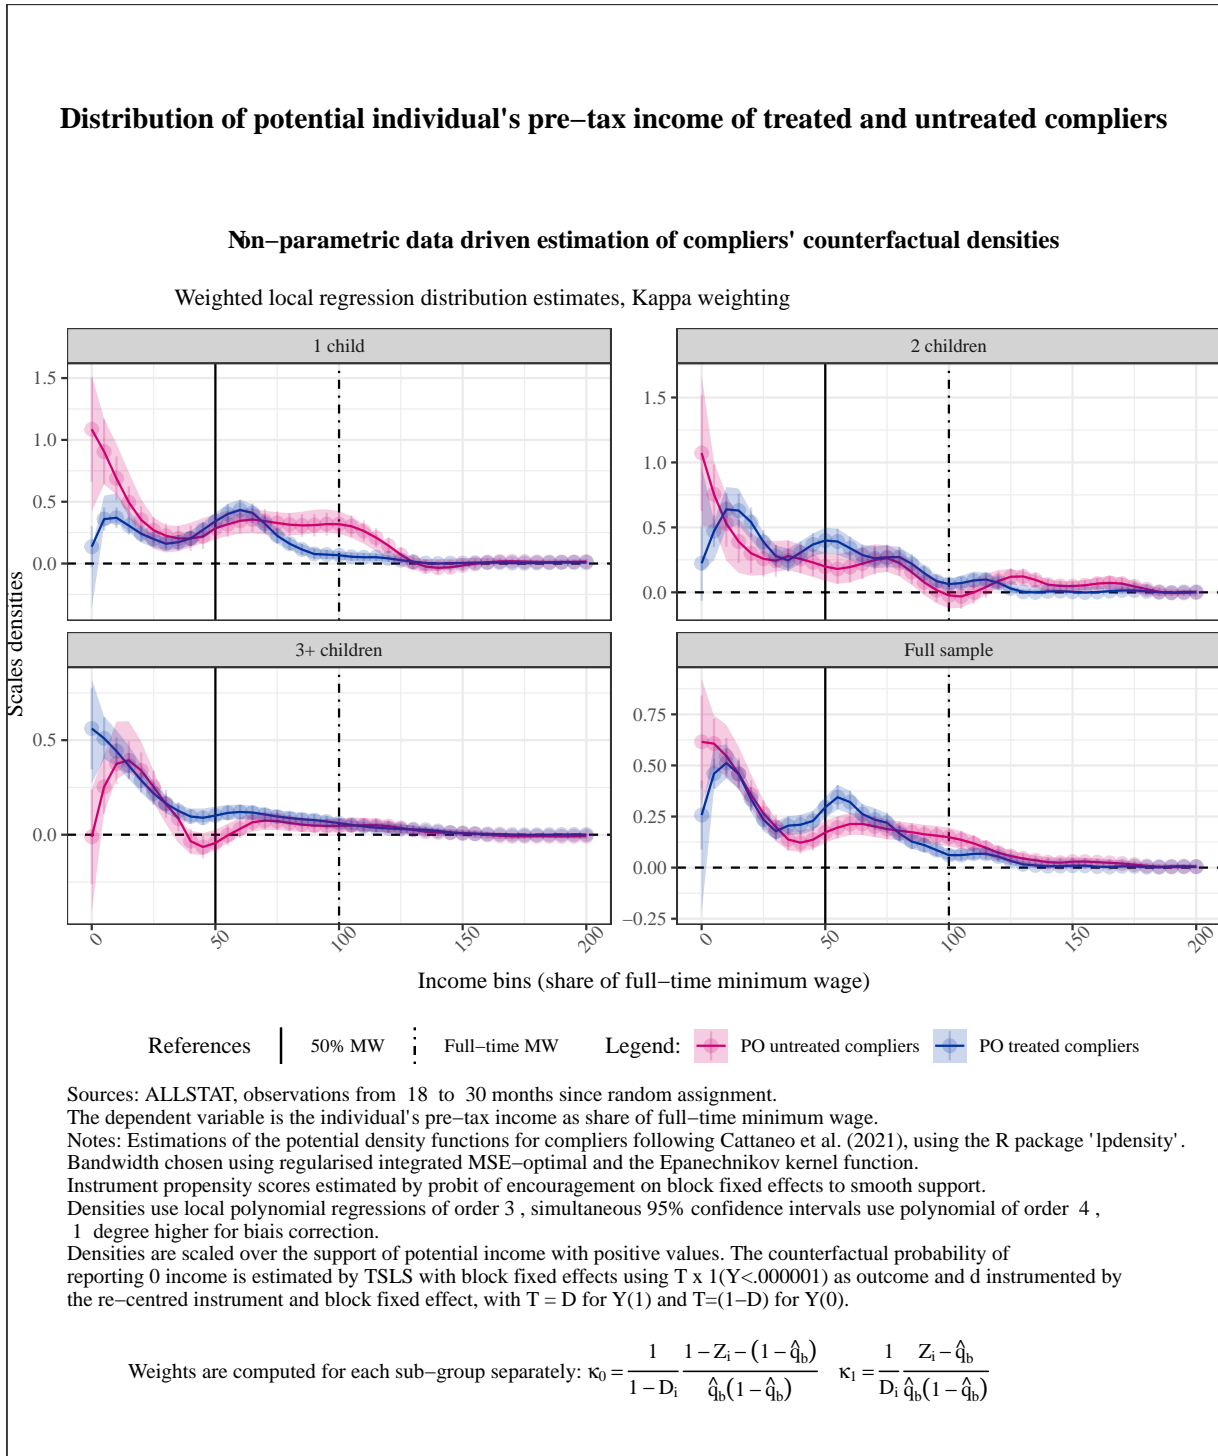 Distribution of potential individual's pre−tax income of treated and untreated compliers
Non−parametric data driven estimation of compliers' counterfactual densities
Weighted local regression distribution estimates, Kappa weighting
1 child
2 children
1.5
1.0
0.5
0.0
1.5
1.0
0.5
0.0
3+ children
Full sample
0.5
0.0
0.75
0.50
0.25
0.00
−0.25
Scales densities
0
50
100
150
200
0
50
100
150
200
Income bins (share of full−time minimum wage)
References 50% MW Full−time MW Legend: PO untreated compliers PO treated compliers
Sources: ALLSTAT, observations from 18 to 30 months since random assignment.
The dependent variable is the individual's pre−tax income as share of full−time minimum wage.
Notes: Estimations of the potential density functions for compliers following Cattaneo et al. (2021), using the R package 'lpdensity'.
Bandwidth chosen using regularised integrated MSE−optimal and the Epanechnikov kernel function.
Instrument propensity scores estimated by probit of encouragement on block fixed effects to smooth support.
Densities use local polynomial regressions of order 3 , simultaneous 95% confidence intervals use polynomial of order 4 ,
1 degree higher for biais correction.
Densities are scaled over the support of potential income with positive values. The counterfactual probability of
reporting 0 income is estimated by TSLS with block fixed effects using T x 1(Y<.000001) as outcome and d instrumented by
the re−centred instrument and block fixed effect, with T = D for Y(1) and T=(1−D) for Y(0).
Weights are computed for each sub−group separately: κ₀ = 1/(1 − Dᵢ) (1 − Zᵢ − (1 − q̂_b))/(q̂_b(1 − q̂_b)) κ₁ = 1/Dᵢ (Zᵢ − q̂_b)/(q̂_b(1 − q̂_b))